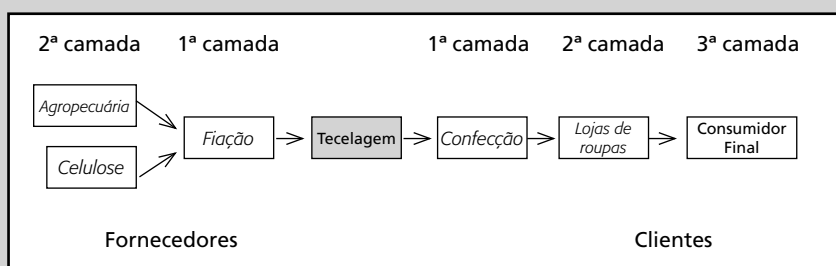 2ª camada 1ª camada 1ª camada 2ª camada 3ª camada
Agropecuária
Celulose
Fiação
Tecelagem
Confecção
Lojas de
roupas
Consumidor
Final
Fornecedores Clientes